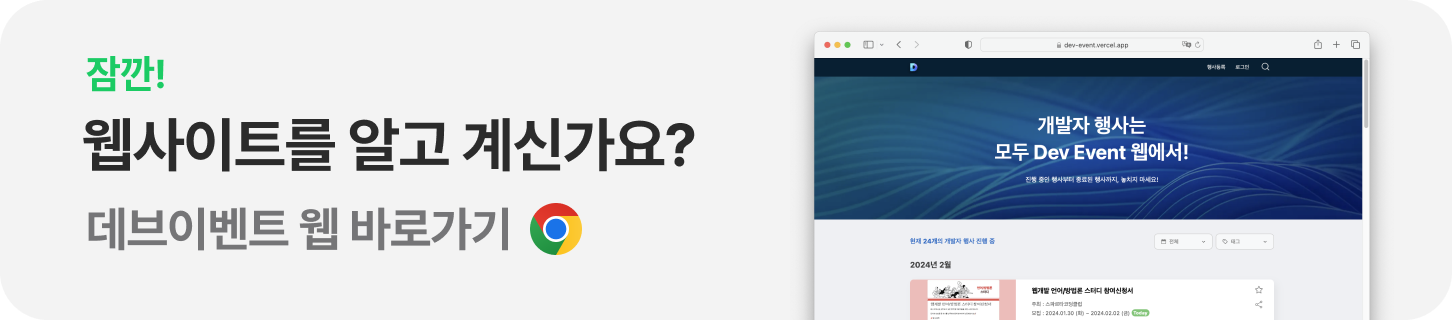 잠깐!
웹사이트를 알고 계신가요?
데브이벤트 웹 바로가기
dev-event.vercel.app
행사등록 로그인
개발자 행사는
모두 Dev Event 웹에서!
진행 중인 행사부터 종료된 행사까지, 놓치지 마세요!
현재 24개의 개발자 행사 진행 중
전체
태그
2024년 2월
웹개발 언어/방법론 스터디 참여신청서
주최 : 스파르타코딩클럽
모집 : 2024.01.30 (화) ~ 2024.02.02 (금) Today